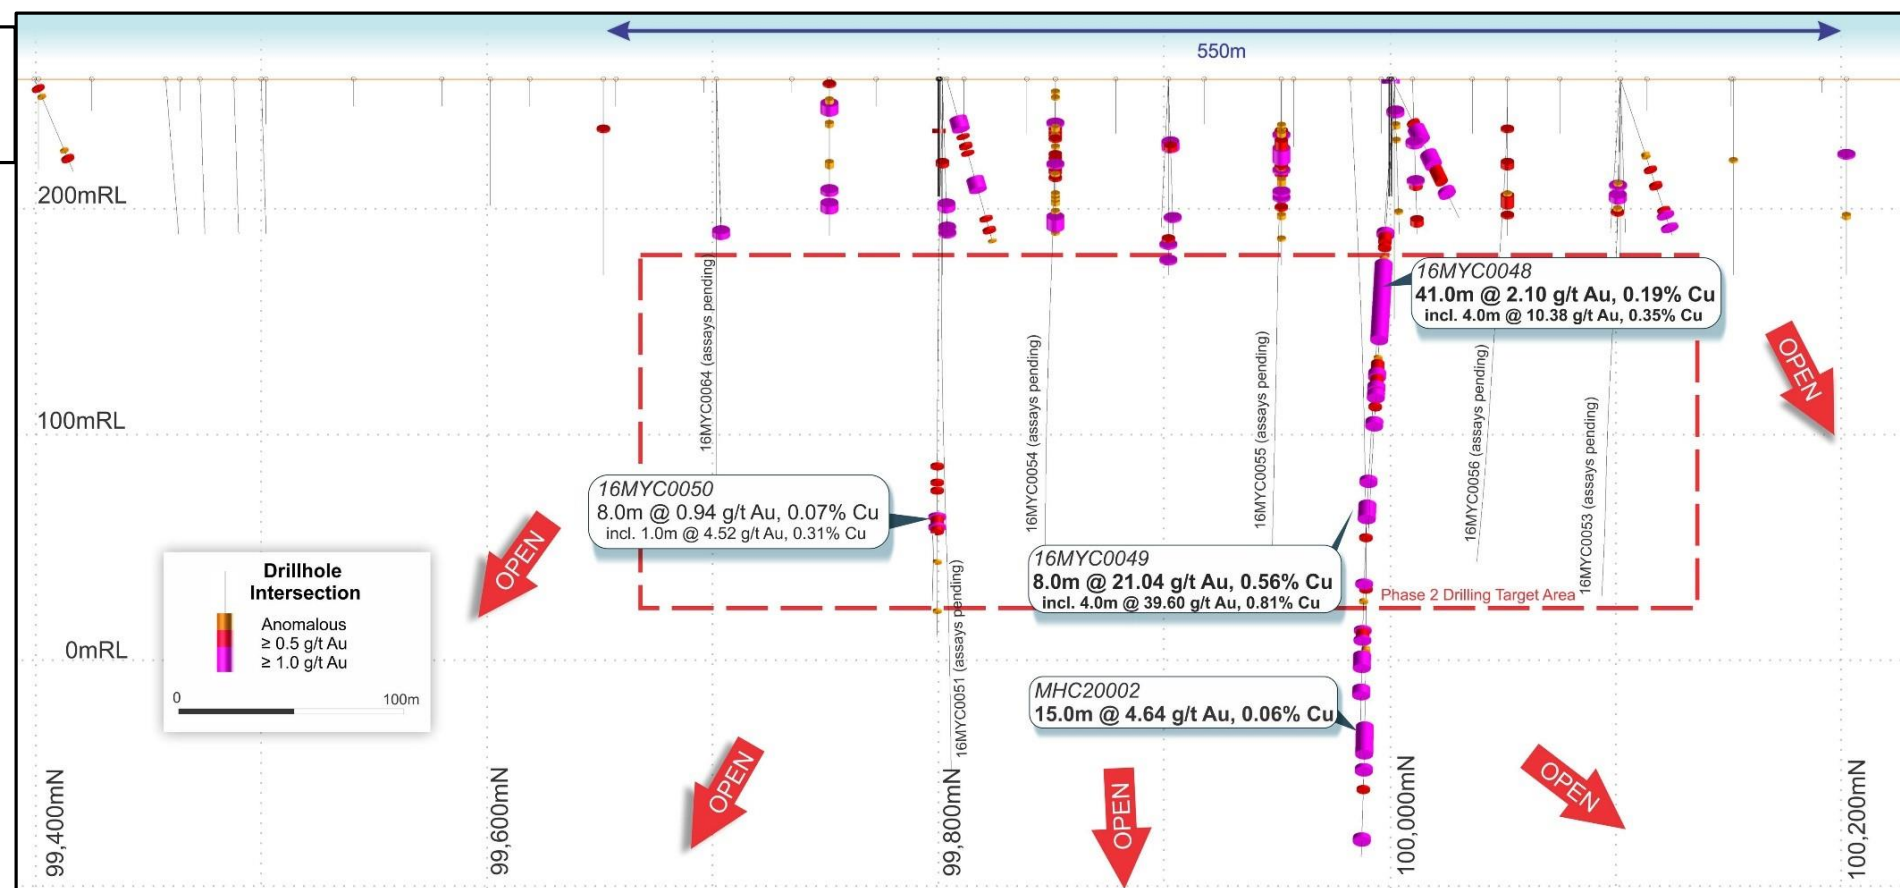 550m
200mRL
100mRL
0mRL
16MYC0064 (assays pending)
16MYC0054 (assays pending)
16MYC0055 (assays pending)
16MYC0048
41.0m @ 2.10 g/t Au, 0.19% Cu
incl. 4.0m @ 10.38 g/t Au, 0.35% Cu
16MYC0056 (assays pending)
16MYC0053 (assays pending)
OPEN
16MYC0050
8.0m @ 0.94 g/t Au, 0.07% Cu
incl. 1.0m @ 4.52 g/t Au, 0.31% Cu
OPEN
16MYC0051 (assays pending)
16MYC0049
8.0m @ 21.04 g/t Au, 0.56% Cu
incl. 4.0m @ 39.60 g/t Au, 0.81% Cu
Phase 2 Drilling Target Area
Drillhole
Intersection
Anomalous
≥ 0.5 g/t Au
≥ 1.0 g/t Au
0 100m
MHC20002
15.0m @ 4.64 g/t Au, 0.06% Cu
OPEN
OPEN
OPEN
99,400mN
99,600mN
99,800mN
100,000mN
100,200mN